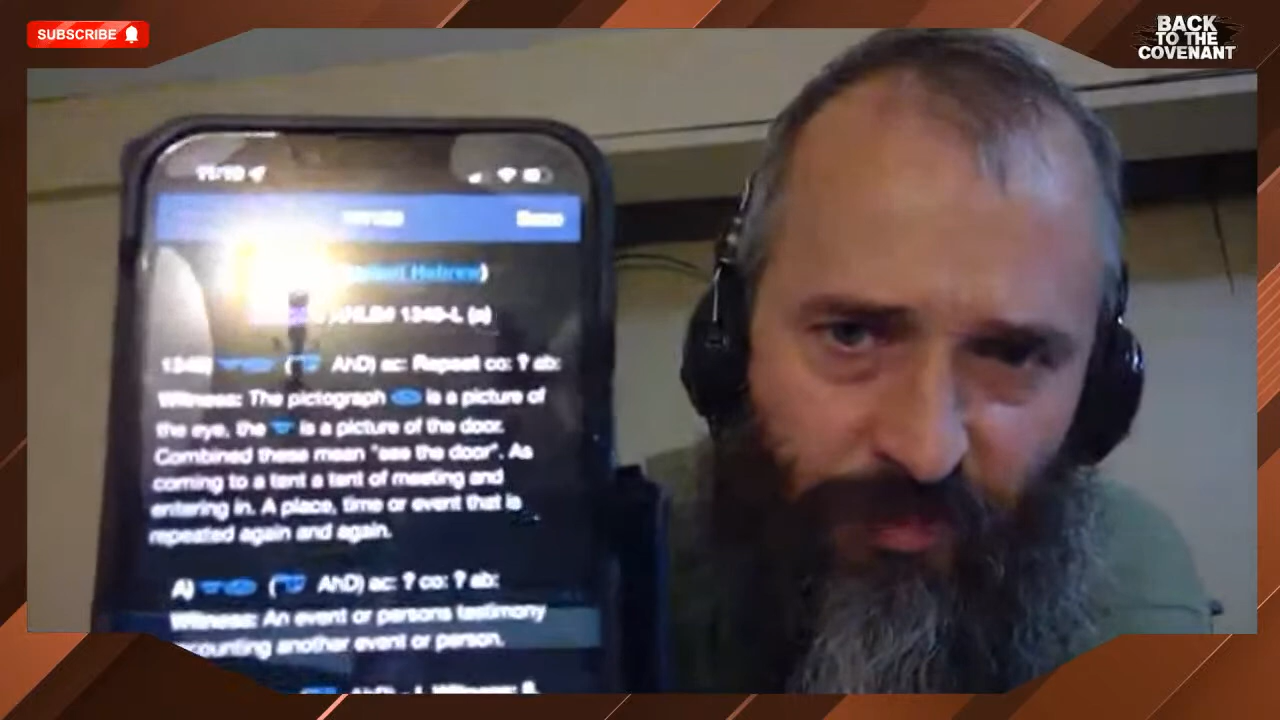 SUBSCRIBE
BACK
TO THE
COVENANT
Hebrew)
1349-L (n)
AhD) ac: Repeat co: ? ab:
Witness: The pictograph is a picture of
the eye, the is a picture of the door.
Combined these mean "see the door". As
coming to a tent a tent of meeting and
entering in. A place, time or event that is
repeated again and again.
A) AhD) ac: ? co: ? ab:
Witness: An event or persons testimony
counting another event or person.